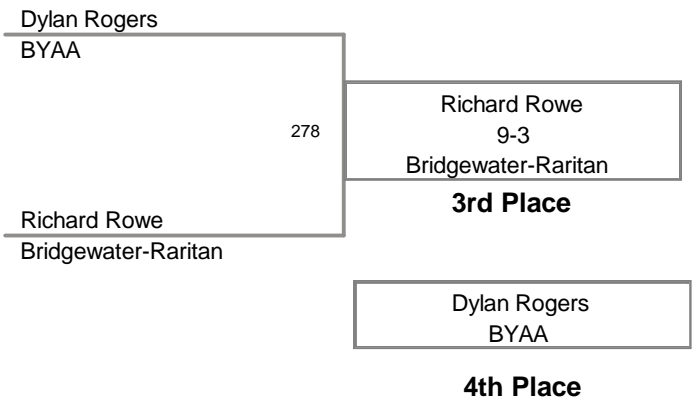 Dylan Rogers
BYAA
278
Richard Rowe
9-3
Bridgewater-Raritan
3rd Place
Richard Rowe
Bridgewater-Raritan
Dylan Rogers
BYAA
4th Place